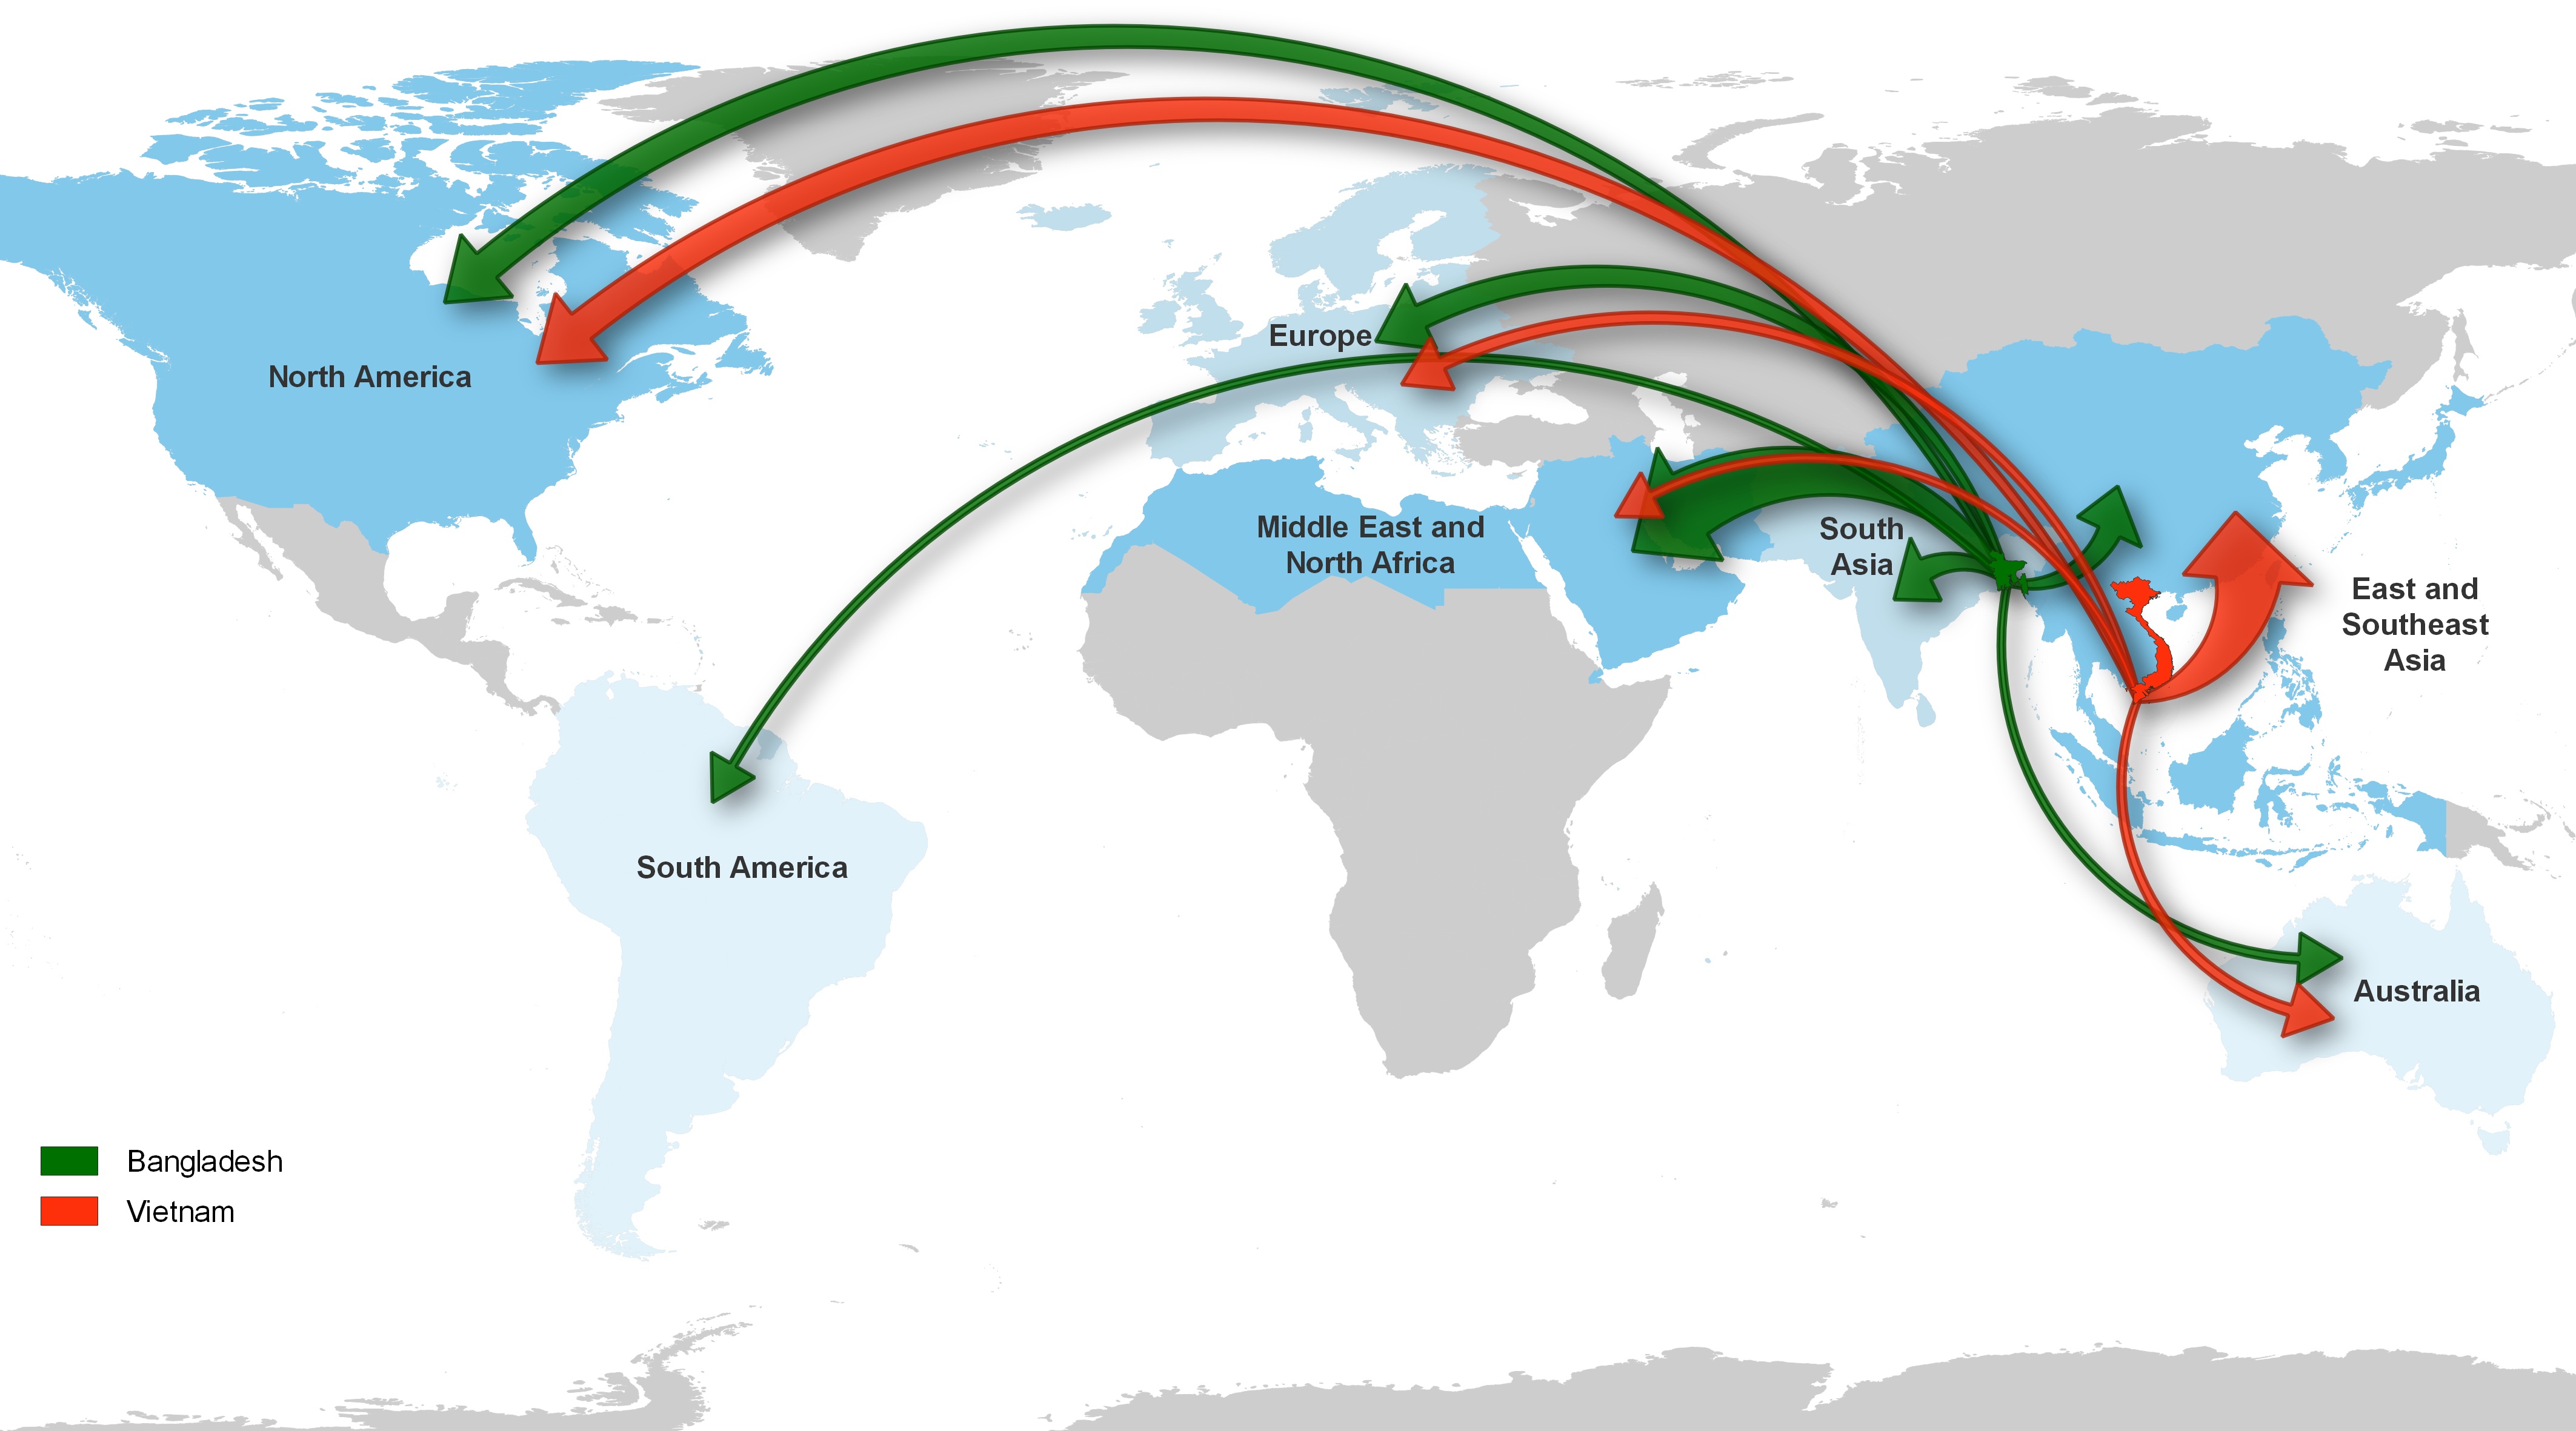 Europe
North America
Middle East and
North Africa
South
Asia
East and
Southeast
Asia
South America
Australia
Bangladesh
Vietnam